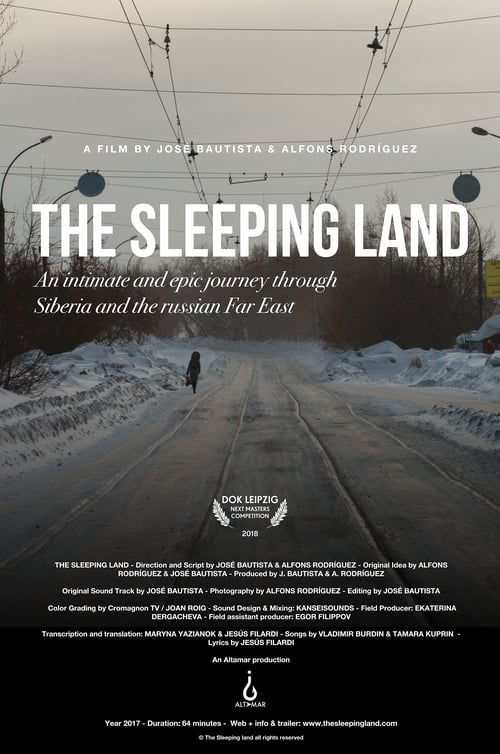 A FILM BY JOSÉ BAUTISTA & ALFONS RODRÍGUEZ
THE SLEEPING LAND
An intimate and epic journey through
Siberia and the russian Far East
DOK LEIPZIG
NEXT MASTERS
COMPETITION
2018
THE SLEEPING LAND - Direction and Script by JOSÉ BAUTISTA & ALFONS RODRÍGUEZ - Original Idea by ALFONS
RODRÍGUEZ & JOSÉ BAUTISTA - Produced by J. BAUTISTA & A. RODRÍGUEZ
Original Sound Track by JOSÉ BAUTISTA - Photography by ALFONS RODRÍGUEZ - Editing by JOSÉ BAUTISTA
Color Grading by Cromagnon TV / JOAN ROIG - Sound Design & Mixing: KANSEISOUNDS - Field Producer: EKATERINA
DERGACHEVA - Field assistant producer: EGOR FILIPPOV
Transcription and translation: MARYNA YAZIANOK & JESÚS FILARDI - Songs by VLADIMIR BURDIN & TAMARA KUPRIN -
Lyrics by JESÚS FILARDI
An Altamar production
ALTAMAR
Year 2017 - Duration: 64 minutes - Web + info & trailer: www.thesleepingland.com
© The Sleeping land all rights reserved